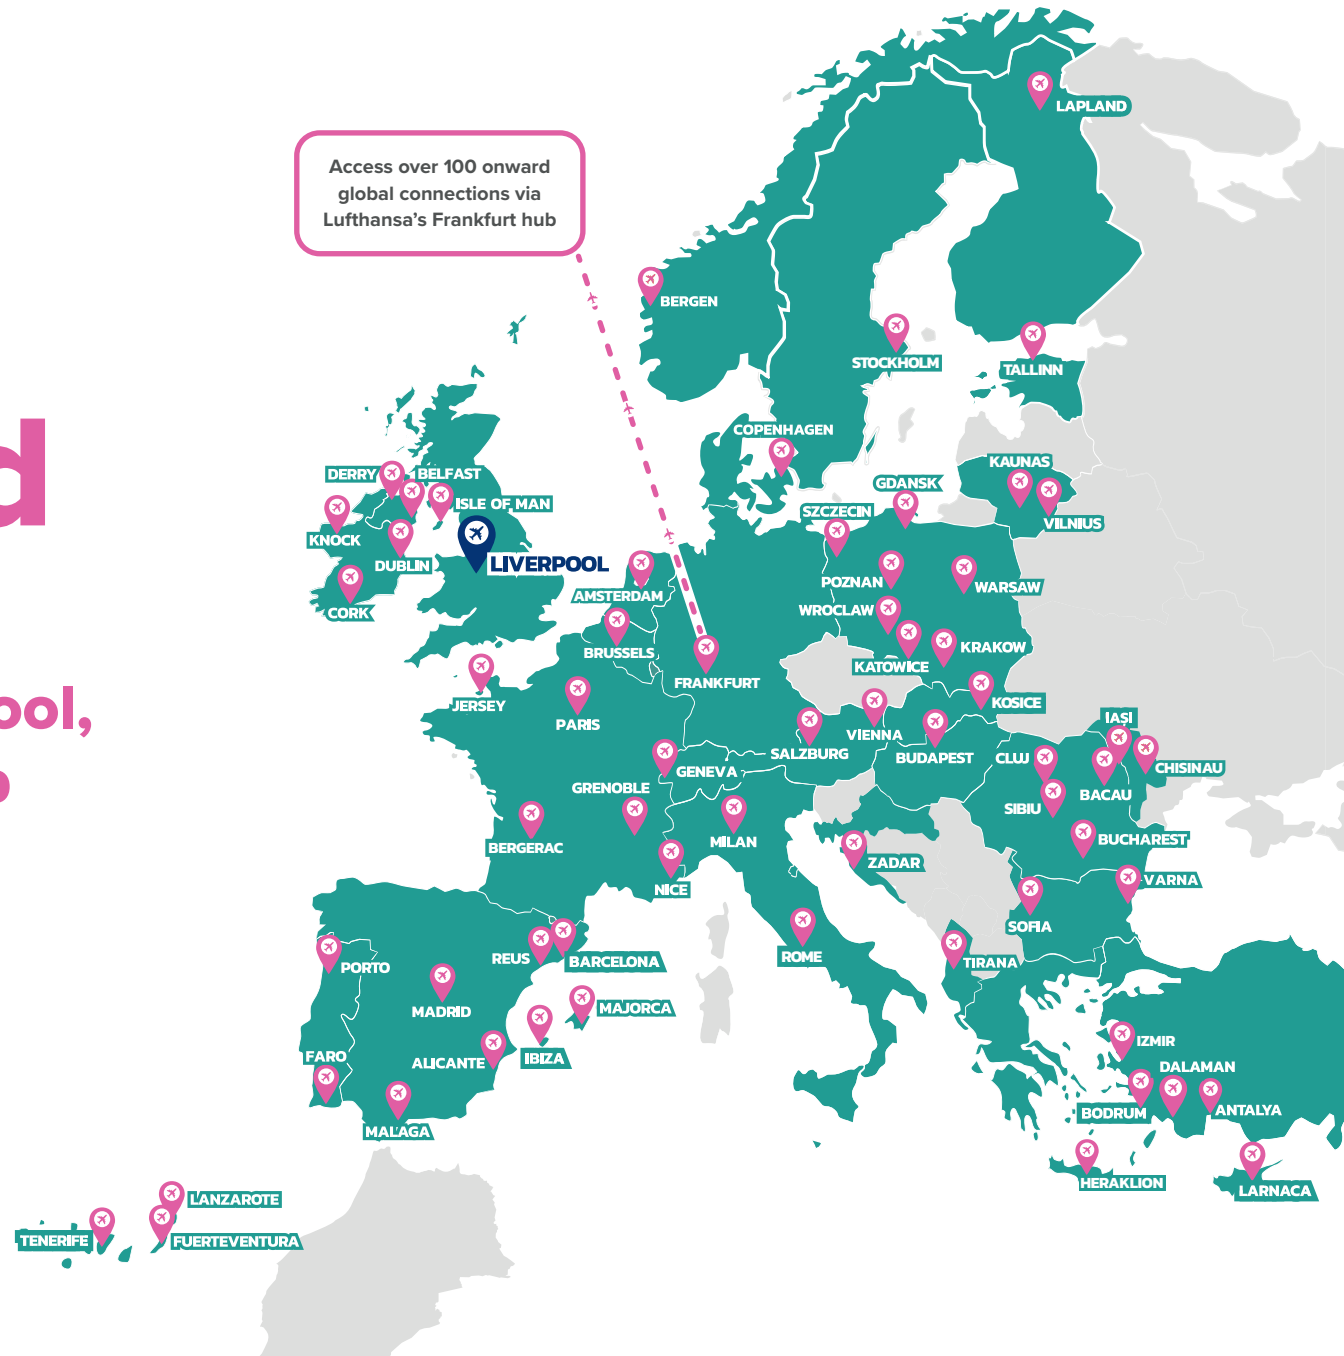 LAPLAND
Access over 100 onward
global connections via
Lufthansa's Frankfurt hub
BERGEN
STOCKHOLM
TALLINN
d
COPENHAGEN
DERRY
BELFAST
KAUNAS
GDANSK
ISLE OF MAN
SZCZECIN
VILNIUS
KNOCK
LIVERPOOL
DUBLIN
POZNAN
WARSAW
AMSTERDAM
WROCLAW
CORK
KRAKOW
BRUSSELS
KATOWICE
FRANKFURT
KOSICE
JERSEY
ool,
IAȘI
PARIS
VIENNA
SALZBURG
BUDAPEST
CLUJ
CHISINAU
GENEVA
GRENOBLE
BACAU
SIBIU
BUCHAREST
MILAN
BERGERAC
ZADAR
NICE
VARNA
SOFIA
REUS
BARCELONA
ROME
TIRANA
PORTO
MADRID
MAJORCA
IZMIR
FARO
ALICANTE
IBIZA
DALAMAN
BODRUM
ANTALYA
MALAGA
HERAKLION
LARNACA
LANZAROTE
TENERIFE
FUERTEVENTURA